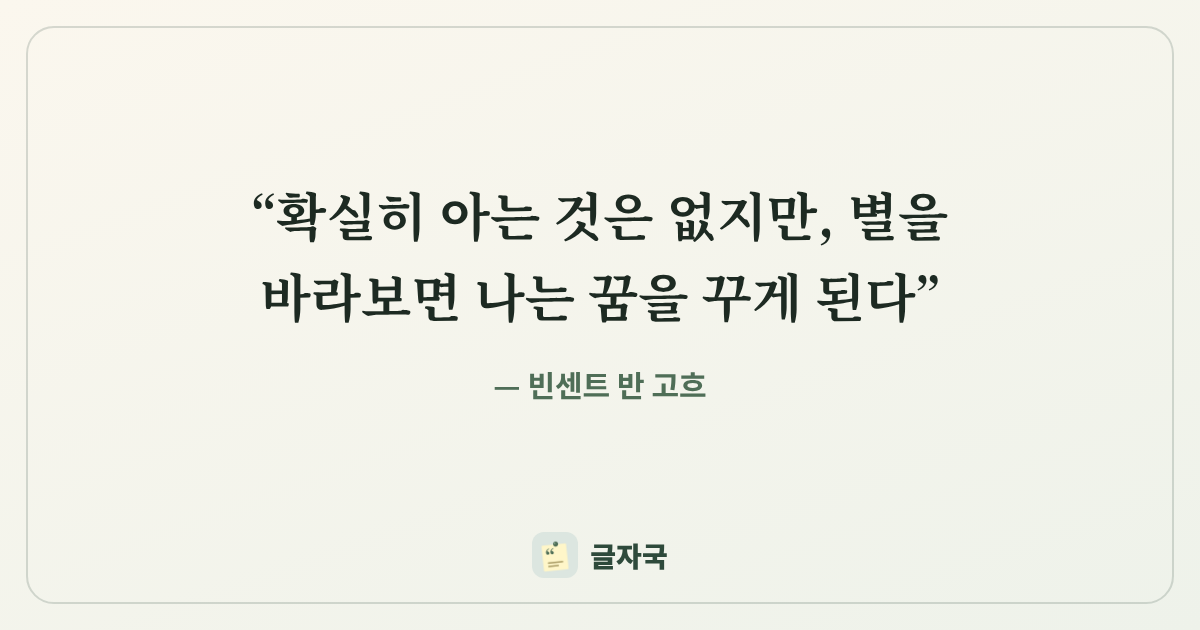 “확실히 아는 것은 없지만, 별을
바라보면 나는 꿈을 꾸게 된다”
— 빈센트 반 고흐
글자국